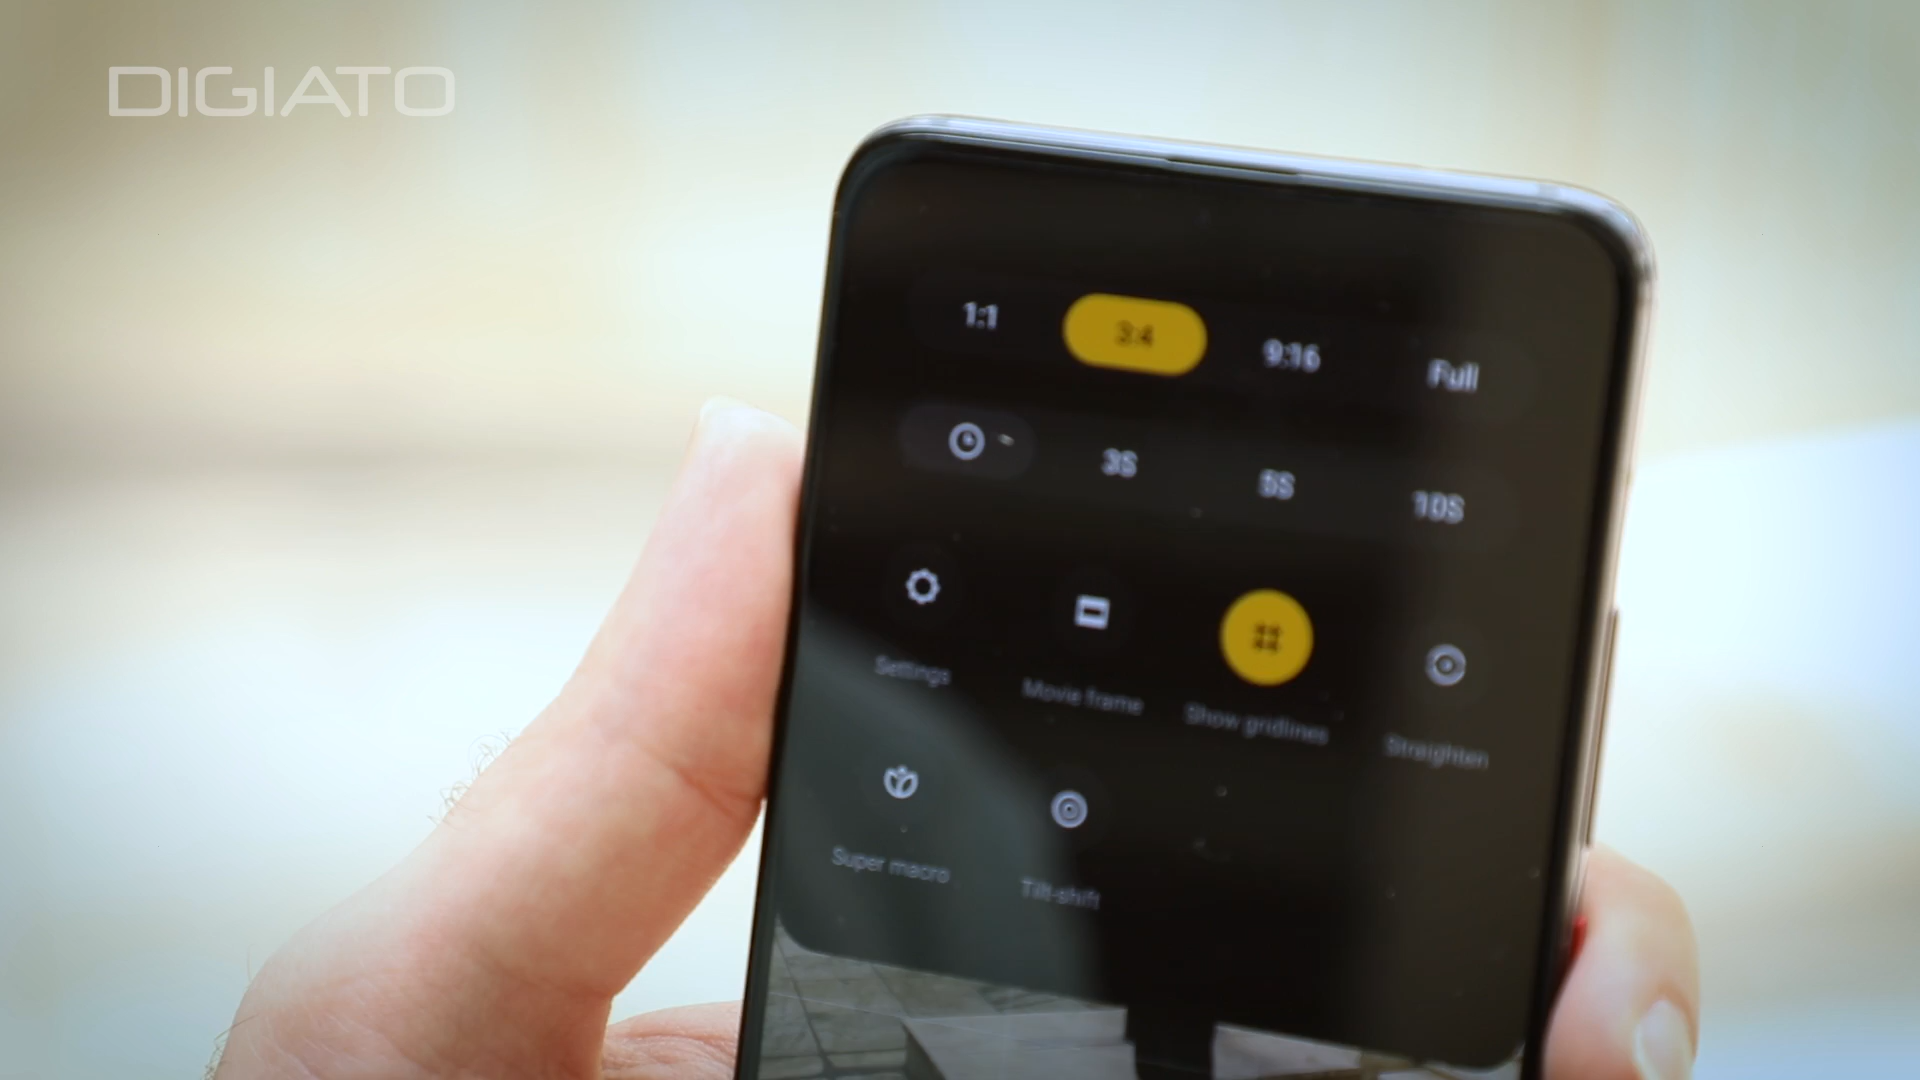 DIGIATO
1:1 3:4 9:16 Full
3S 5S 10S
Settings Movie frame Show gridlines Straighten
Super macro Tilt-shift